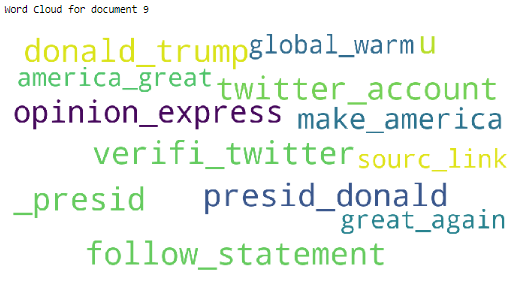 Word Cloud for document 9
donald_trump global_warm u
america_great twitter_account
opinion_express make_america
verifi_twitter sourc_link
_presid presid_donald
great_again
follow_statement